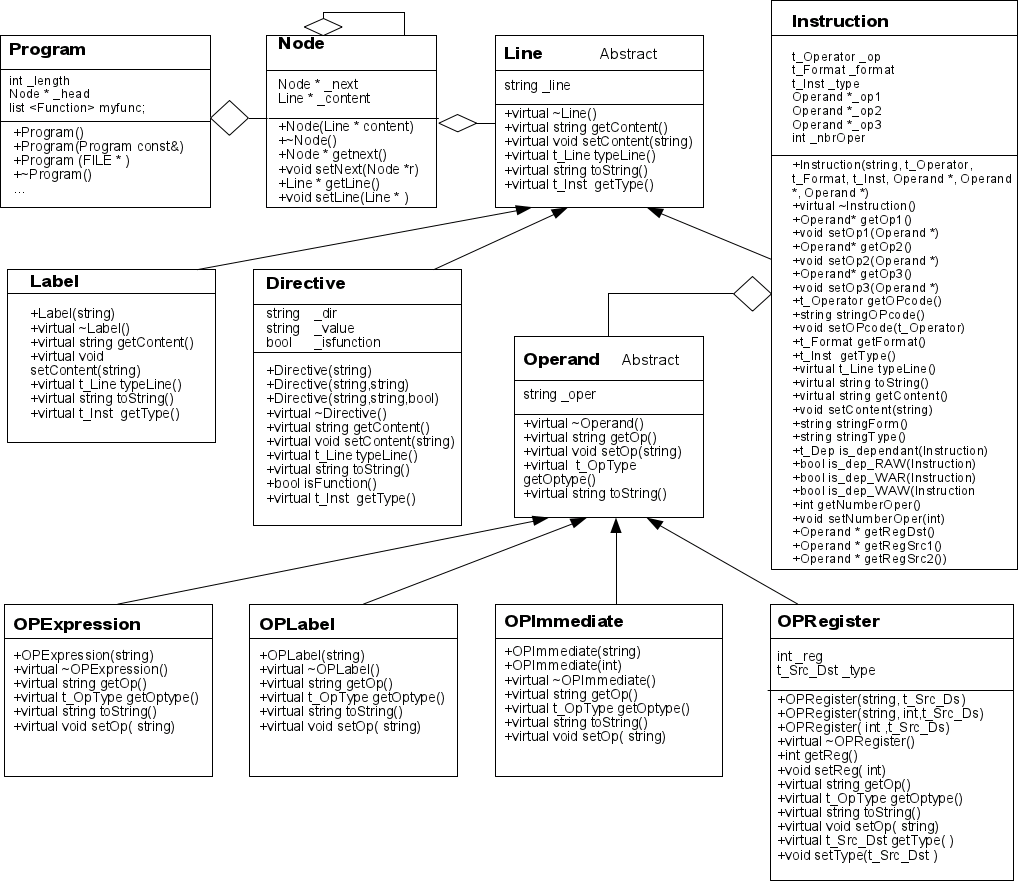 Program
int _length
Node * _head
list <Function> myfunc;
+Program()
+Program(Program const&)
+Program (FILE * )
+~Program()
...
Node
Node * _next
Line * _content
+Node(Line * content)
+~Node()
+Node * getnext()
+void setNext(Node *r)
+Line * getLine()
+void setLine(Line * )
Line Abstract
string _line
+virtual ~Line()
+virtual string getContent()
+virtual void setContent(string)
+virtual t_Line typeLine()
+virtual string toString()
+virtual t_Inst getType()
Instruction
t_Operator _op
t_Format _format
t_Inst _type
Operand *_op1
Operand *_op2
Operand *_op3
int _nbrOper
+Instruction(string, t_Operator,
t_Format, t_Inst, Operand *, Operand
*, Operand *)
+virtual ~Instruction()
+Operand* getOp1()
+void setOp1(Operand *)
+Operand* getOp2()
+void setOp2(Operand *)
+Operand* getOp3()
+void setOp3(Operand *)
+t_Operator getOPcode()
+string stringOPcode()
+void setOPcode(t_Operator)
+t_Format getFormat()
+t_Inst getType()
+virtual t_Line typeLine()
+virtual string toString()
+virtual string getContent()
+void setContent(string)
+string stringForm()
+string stringType()
+t_Dep is_dependant(Instruction)
+bool is_dep_RAW(Instruction)
+bool is_dep_WAR(Instruction)
+bool is_dep_WAW(Instruction
+int getNumberOper()
+void setNumberOper(int)
+Operand * getRegDst()
+Operand * getRegSrc1()
+Operand * getRegSrc2())
Label
+Label(string)
+virtual ~Label()
+virtual string getContent()
+virtual void
setContent(string)
+virtual t_Line typeLine()
+virtual string toString()
+virtual t_Inst getType()
Directive
string _dir
string _value
bool _isfunction
+Directive(string)
+Directive(string,string)
+Directive(string,string,bool)
+virtual ~Directive()
+virtual string getContent()
+virtual void setContent(string)
+virtual t_Line typeLine()
+virtual string toString()
+bool isFunction()
+virtual t_Inst getType()
Operand Abstract
string _oper
+virtual ~Operand()
+virtual string getOp()
+virtual void setOp(string)
+virtual t_OpType
getOptype()
+virtual string toString()
OPExpression
+OPExpression(string)
+virtual ~OPExpression()
+virtual string getOp()
+virtual t_OpType getOptype()
+virtual string toString()
+virtual void setOp( string)
OPLabel
+OPLabel(string)
+virtual ~OPLabel()
+virtual string getOp()
+virtual t_OpType getOptype()
+virtual string toString()
+virtual void setOp( string)
OPImmediate
+OPImmediate(string)
+OPImmediate(int)
+virtual ~OPImmediate()
+virtual string getOp()
+virtual t_OpType getOptype()
+virtual string toString()
+virtual void setOp( string)
OPRegister
int _reg
t_Src_Dst _type
+OPRegister(string, t_Src_Ds)
+OPRegister(string, int,t_Src_Ds)
+OPRegister( int ,t_Src_Ds)
+virtual ~OPRegister()
+int getReg()
+void setReg( int)
+virtual string getOp()
+virtual t_OpType getOptype()
+virtual string toString()
+virtual void setOp( string)
+virtual t_Src_Dst getType( )
+void setType(t_Src_Dst )